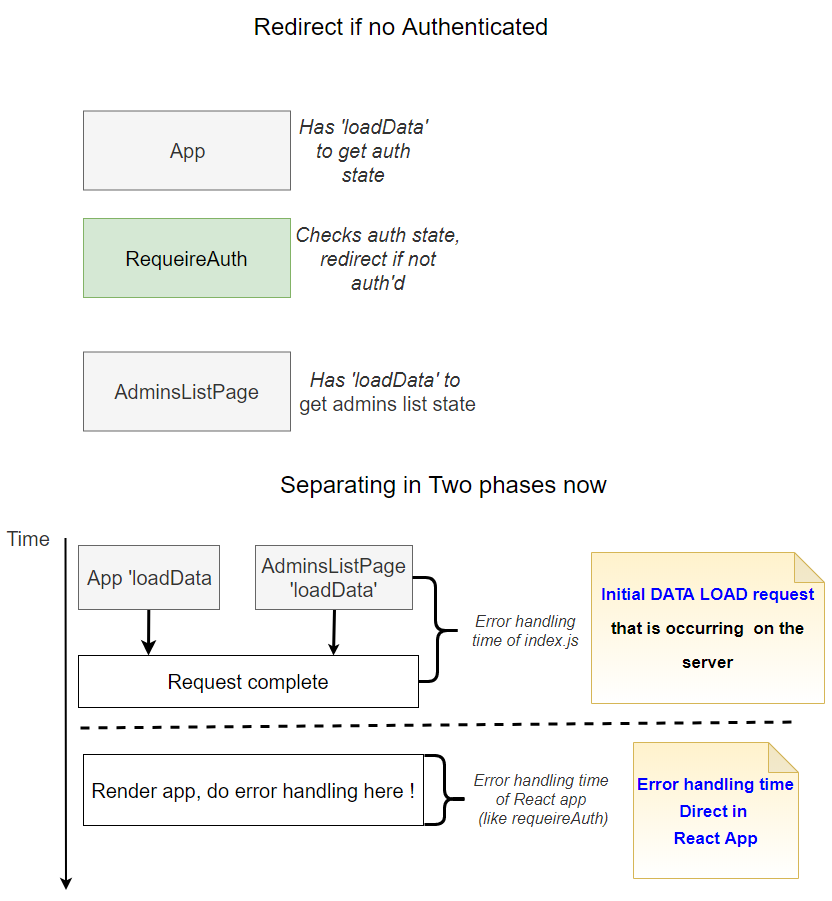 Redirect if no Authenticated
App
Has 'loadData'
to get auth
state
RequeireAuth
Checks auth state,
redirect if not
auth'd
AdminsListPage
Has 'loadData' to
get admins list state
Separating in Two phases now
Time
App 'loadData
AdminsListPage
'loadData'
Error handling
time of index.js
Initial DATA LOAD request
that is occurring on the
server
Request complete
Render app, do error handling here !
Error handling time
of React app
(like requeireAuth)
Error handling time
Direct in
React App